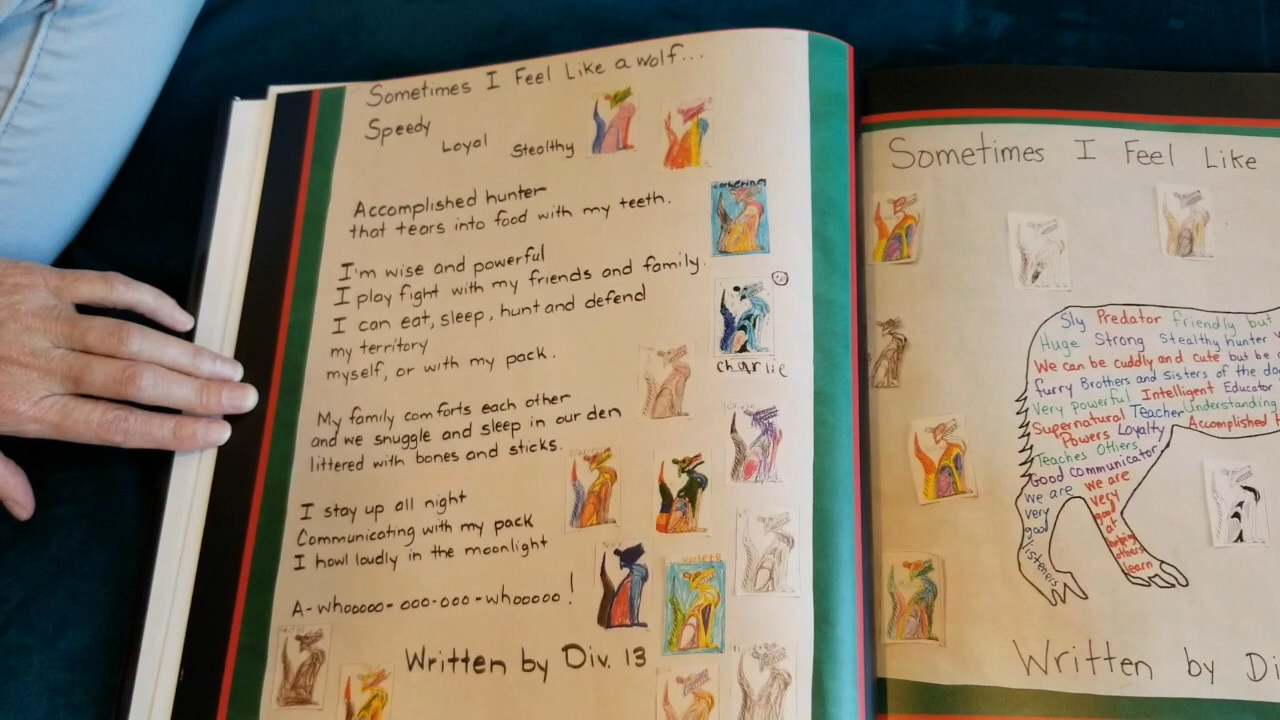 Sometimes I Feel Like a wolf...
Speedy
Loyal
Stealthy
Accomplished hunter
that tears into food with my teeth.
I'm wise and powerful
I play fight with my friends and family.
I can eat, sleep, hunt and defend
my territory
myself, or with my pack.
charlie
My family comforts each other
and we snuggle and sleep in our den
littered with bones and sticks.
I stay up all night
Communicating with my pack
I howl loudly in the moonlight
A-whooooo-ooo-ooo-whooooo!
Written by Div. 13
Sometimes I Feel Like
Sly Predator friendly but
Huge Strong Stealthy hunter
We can be cuddly and cute but be
furry Brothers and sisters of the
Very powerful Intelligent Educator
Supernatural Teacher Understanding
Powers Loyalty Accomplished
Teaches Others
Good communicator
we are
very
good
listeners
we are
very
good
at
helping
others
learn
Written by